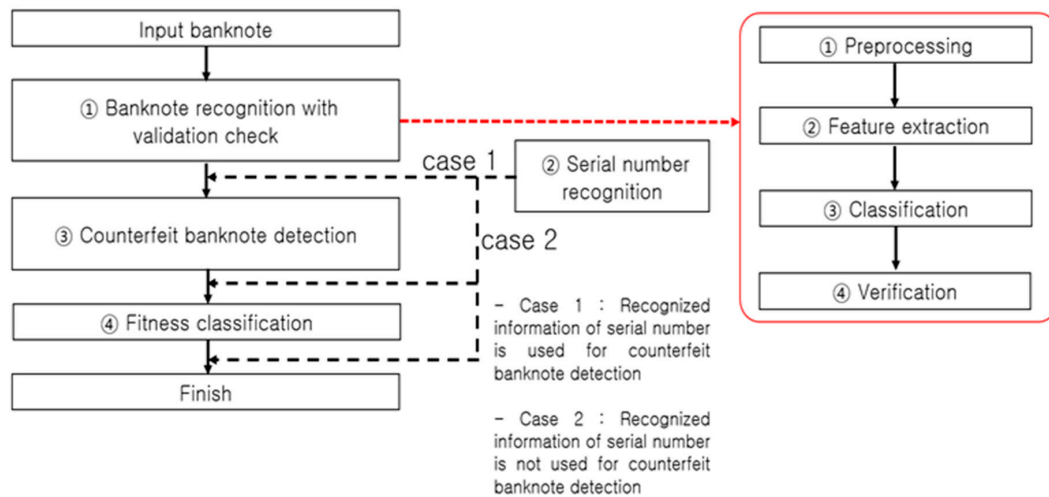 Input banknote
① Banknote recognition with
validation check
case 1
② Serial number
recognition
③ Counterfeit banknote detection
case 2
④ Fitness classification
Finish
– Case 1 : Recognized
information of serial number
is used for counterfeit
banknote detection
– Case 2 : Recognized
information of serial number
is not used for counterfeit
banknote detection
① Preprocessing
② Feature extraction
③ Classification
④ Verification